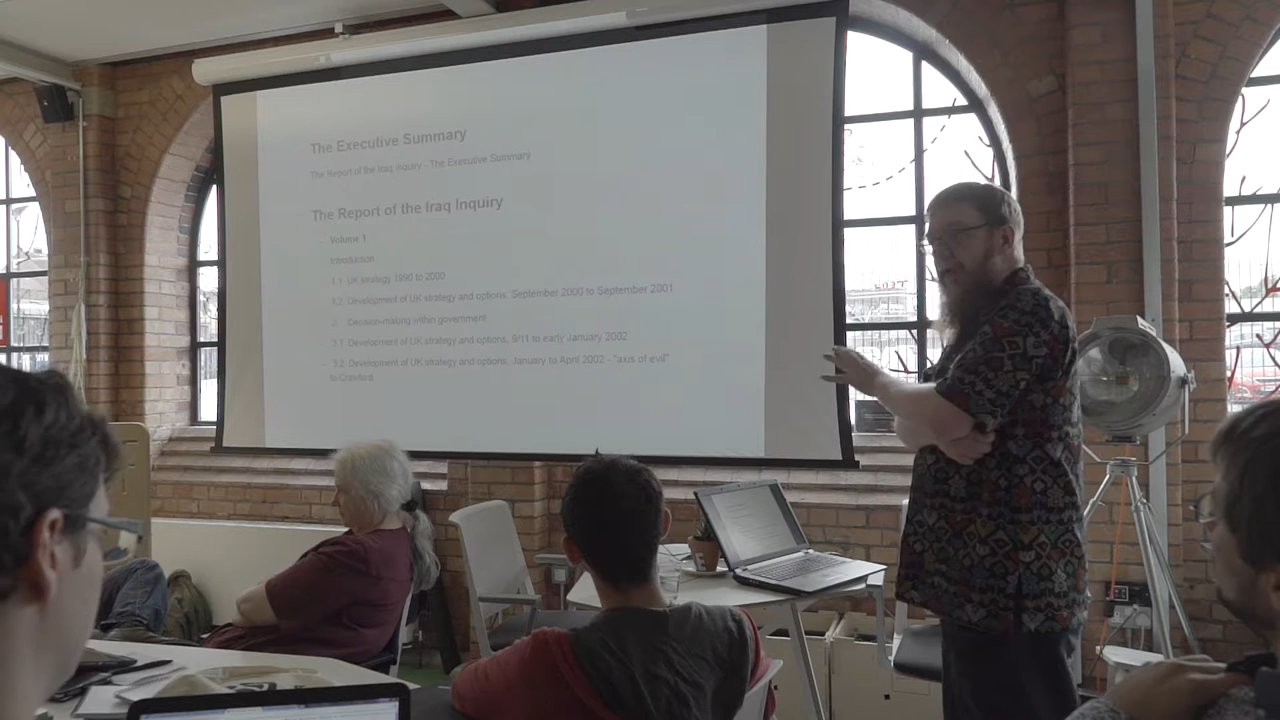 The Executive Summary
The Report of the Iraq Inquiry - The Executive Summary
The Report of the Iraq Inquiry
- Volume 1
Introduction
1.1. UK strategy 1990 to 2000
1.2. Development of UK strategy and options, September 2000 to September 2001
2. Decision-making within government
- 3.1. Development of UK strategy and options, 9/11 to early January 2002
- 3.2. Development of UK strategy and options, January to April 2002 - "axis of evil"
to Crawford